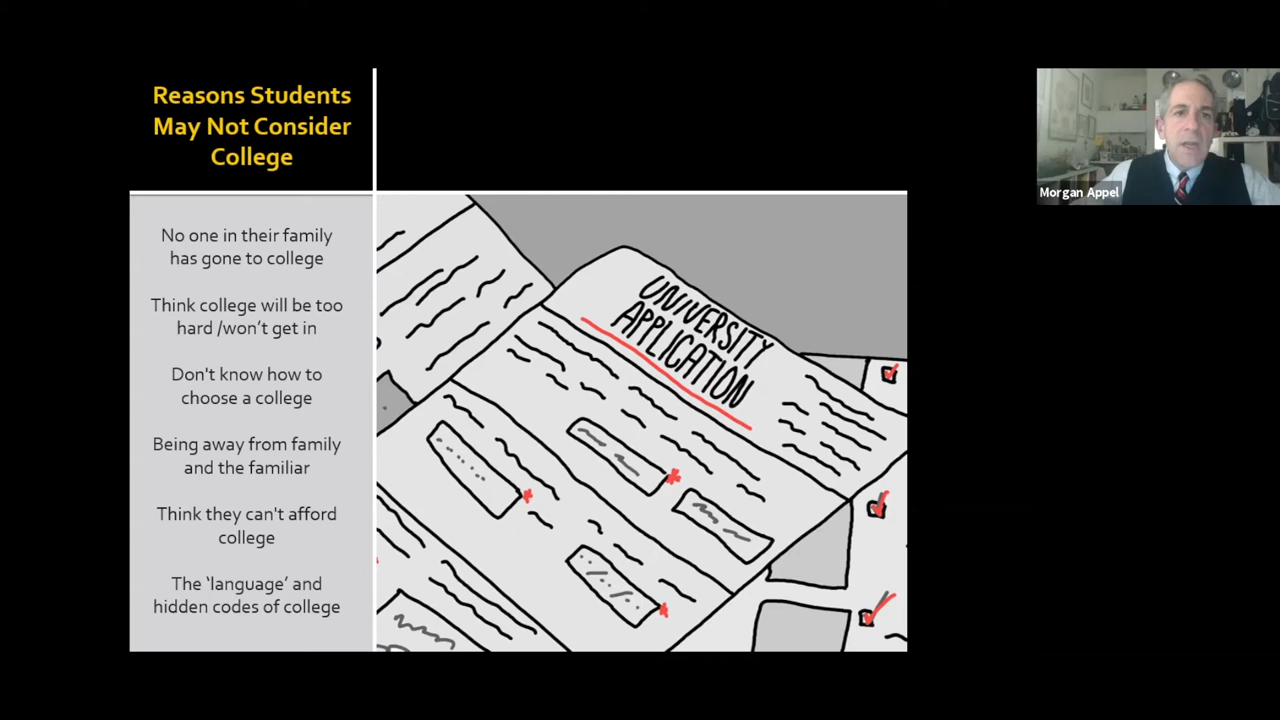 Reasons Students
May Not Consider
College
No one in their family
has gone to college
Think college will be too
hard /won't get in
Don't know how to
choose a college
Being away from family
and the familiar
Think they can't afford
college
The ‘language’ and
hidden codes of college
UNIVERSITY
APPLICATION
Morgan Appel